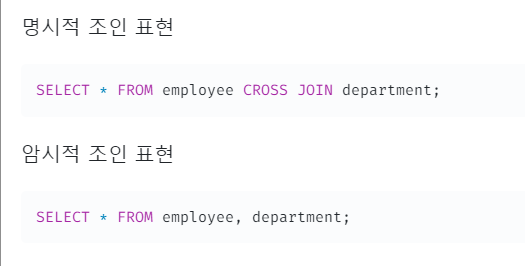 명시적 조인 표현
SELECT * FROM employee CROSS JOIN department;
암시적 조인 표현
SELECT * FROM employee, department;